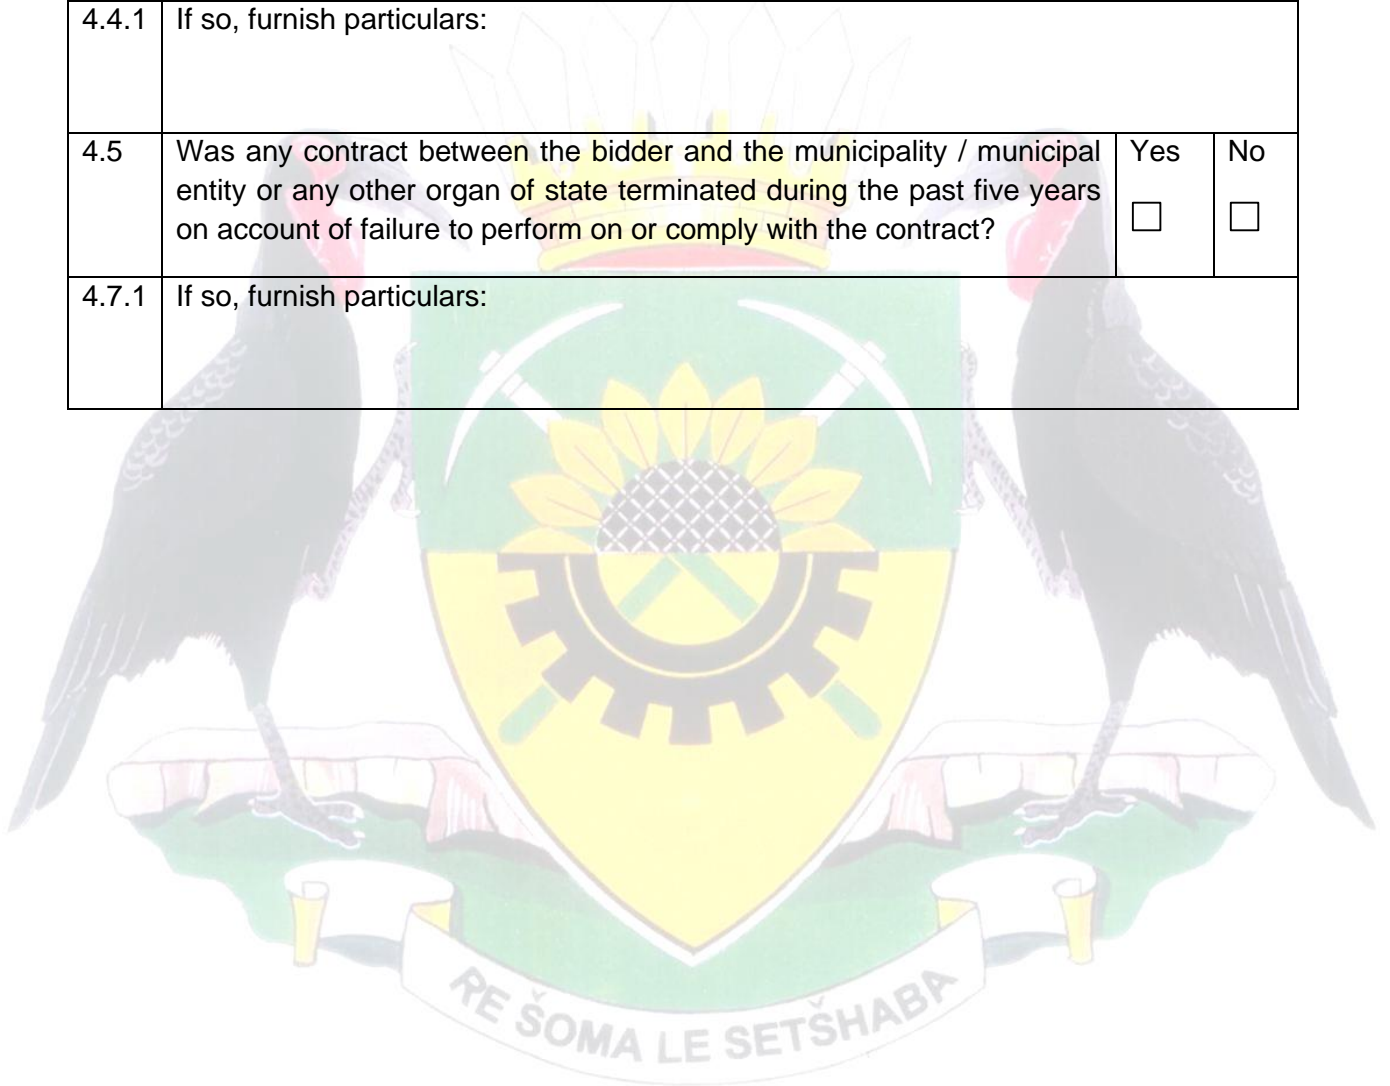 4.4.1 If so, furnish particulars:
4.5 Was any contract between the bidder and the municipality / municipal Yes No
entity or any other organ of state terminated during the past five years
on account of failure to perform on or comply with the contract? ☐ ☐
4.7.1 If so, furnish particulars:
RE ŠOMA LE SETŠHABA